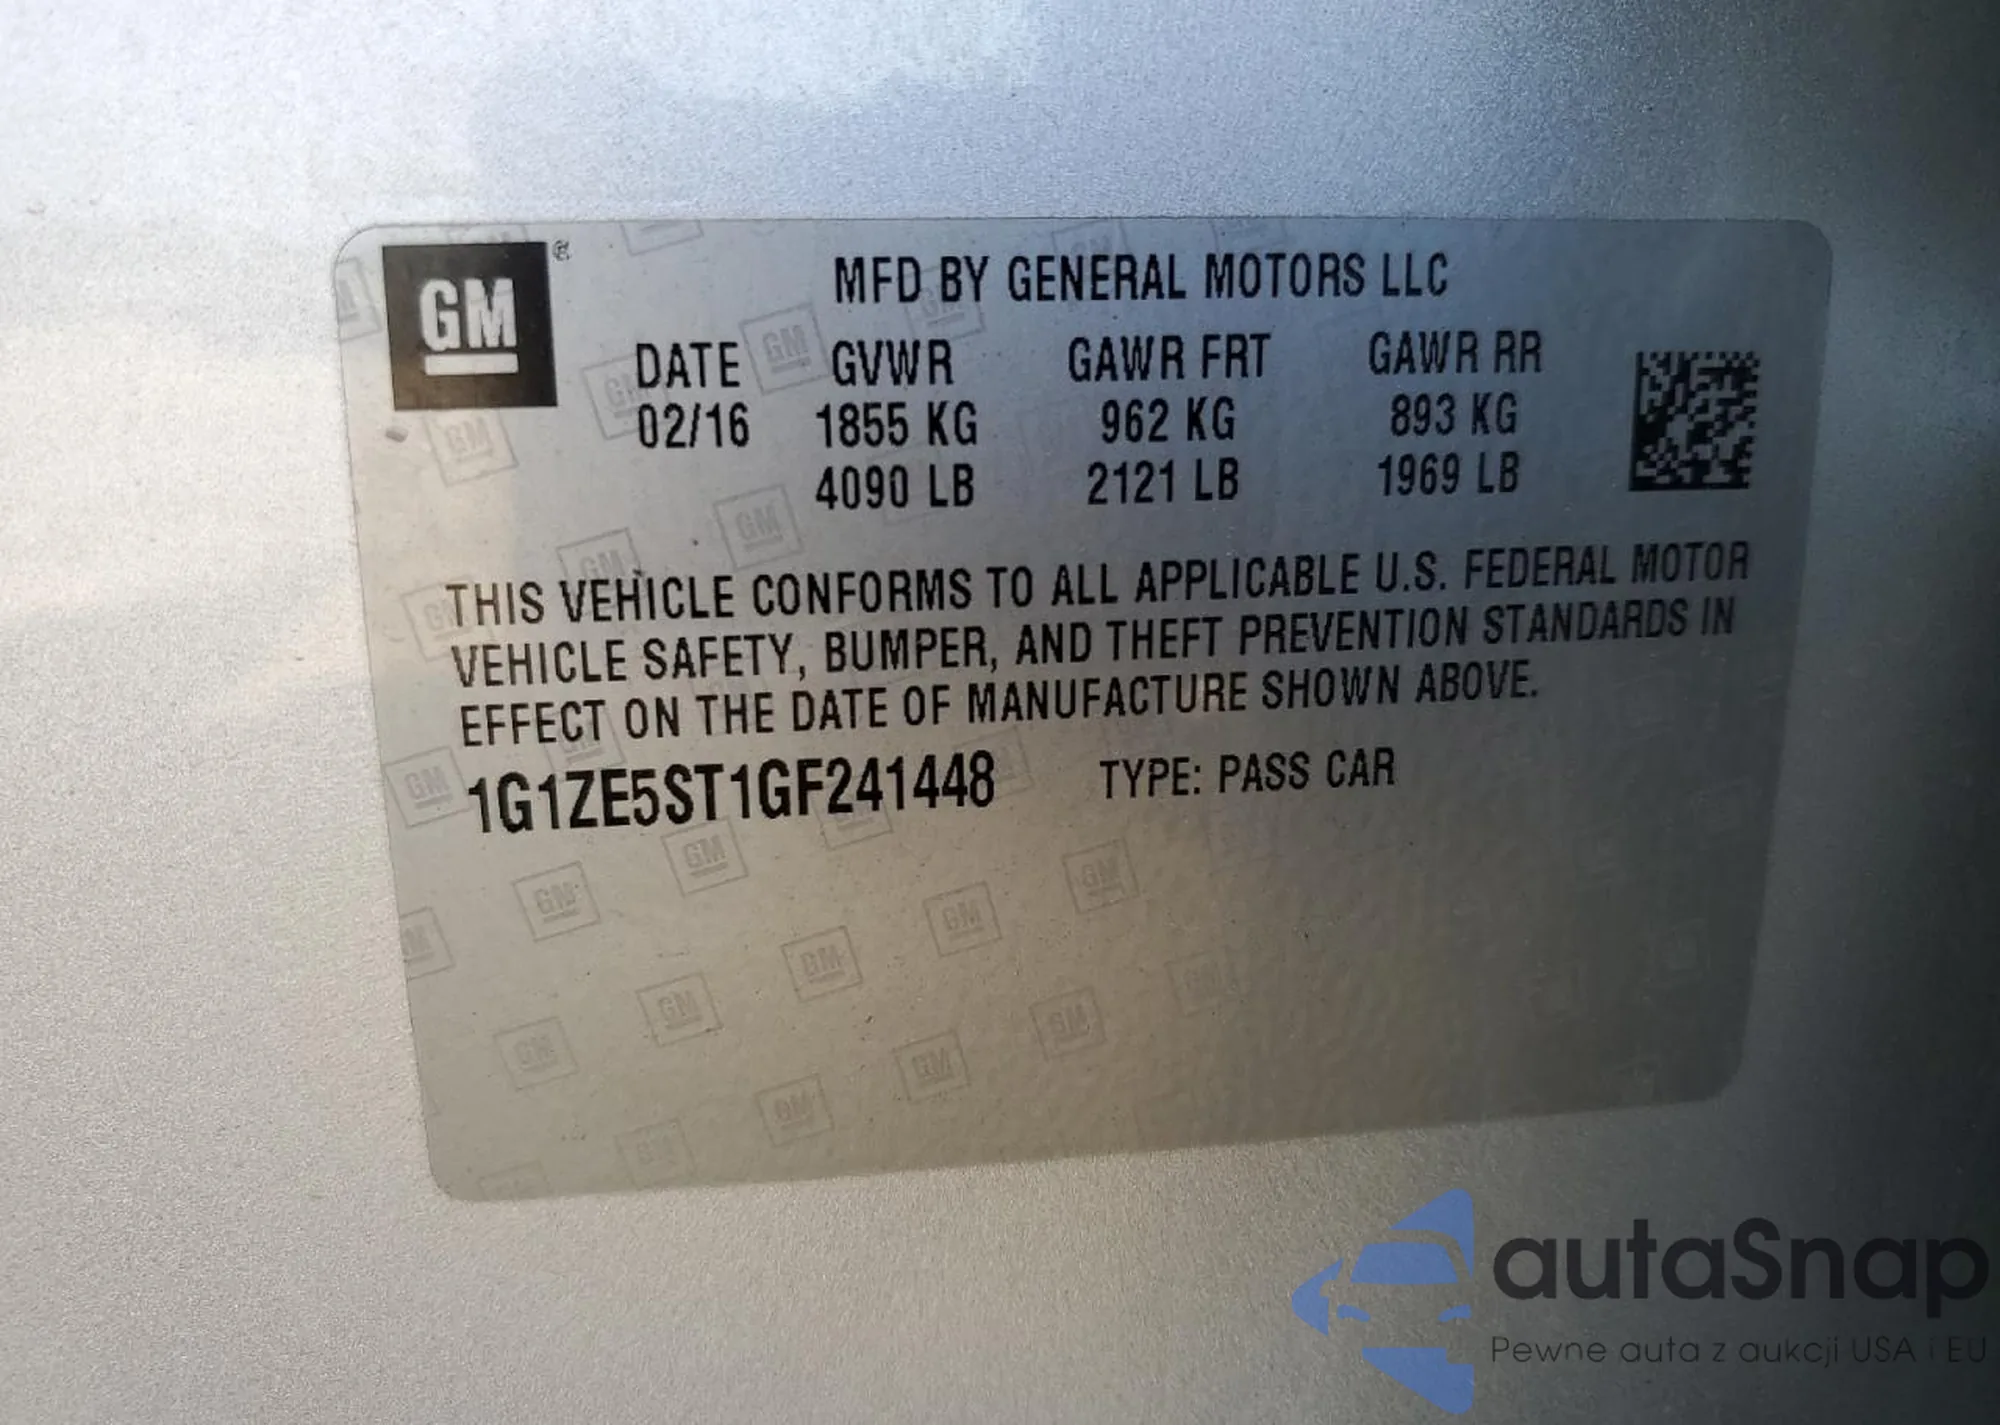 GM®
MFD BY GENERAL MOTORS LLC
DATE GVWR GAWR FRT GAWR RR
02/16 1855 KG 962 KG 893 KG
4090 LB 2121 LB 1969 LB
THIS VEHICLE CONFORMS TO ALL APPLICABLE U.S. FEDERAL MOTOR
VEHICLE SAFETY, BUMPER, AND THEFT PREVENTION STANDARDS IN
EFFECT ON THE DATE OF MANUFACTURE SHOWN ABOVE.
1G1ZE5ST1GF241448 TYPE: PASS CAR
autaSnap
Pewne auta z aukcji USA i EU